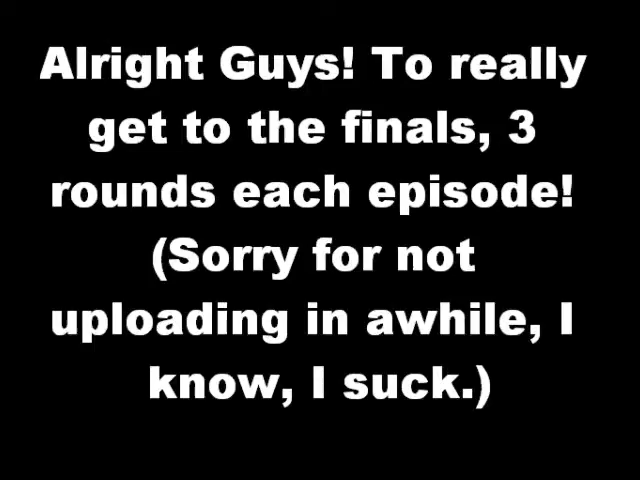 Alright Guys! To really
get to the finals, 3
rounds each episode!
(Sorry for not
uploading in awhile, I
know, I suck.)